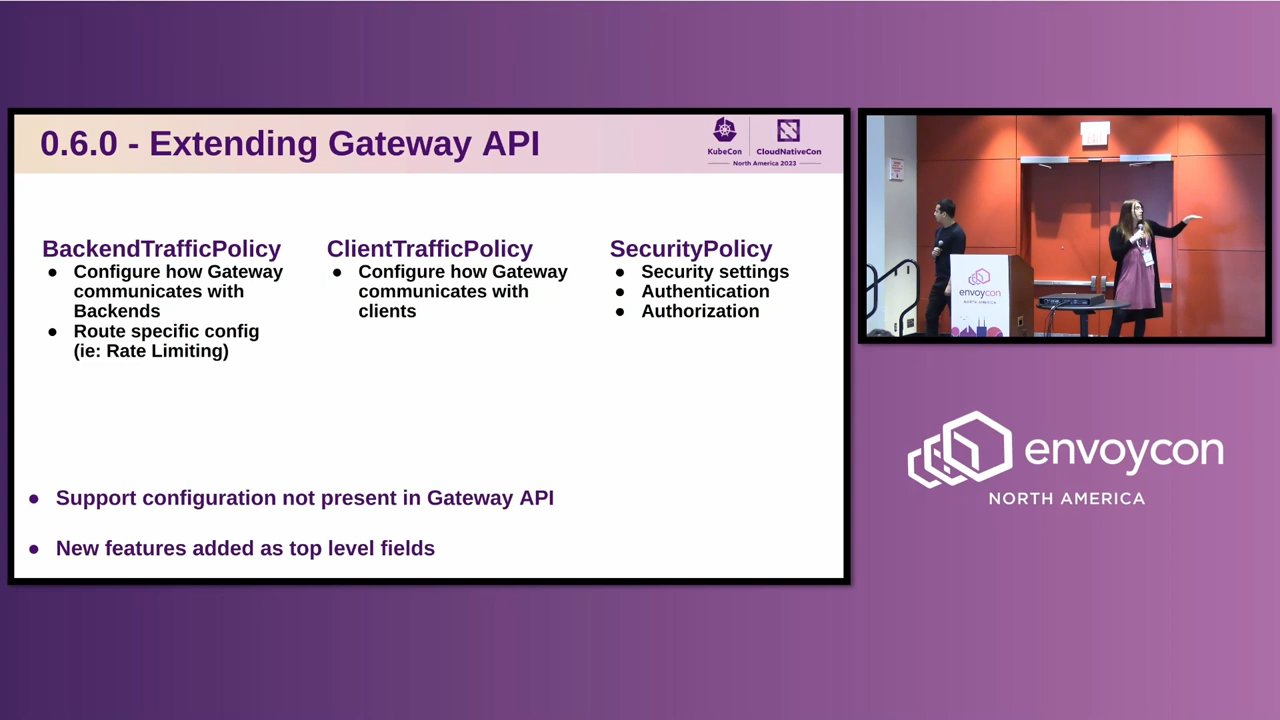 0.6.0 - Extending Gateway API
KubeCon
CloudNativeCon
North America 2023
BackendTrafficPolicy
● Configure how Gateway
communicates with
Backends
● Route specific config
(ie: Rate Limiting)
ClientTrafficPolicy
● Configure how Gateway
communicates with
clients
SecurityPolicy
● Security settings
● Authentication
● Authorization
● Support configuration not present in Gateway API
● New features added as top level fields
EXIT
envoycon
NORTH AMERICA
envoycon
NORTH AMERICA